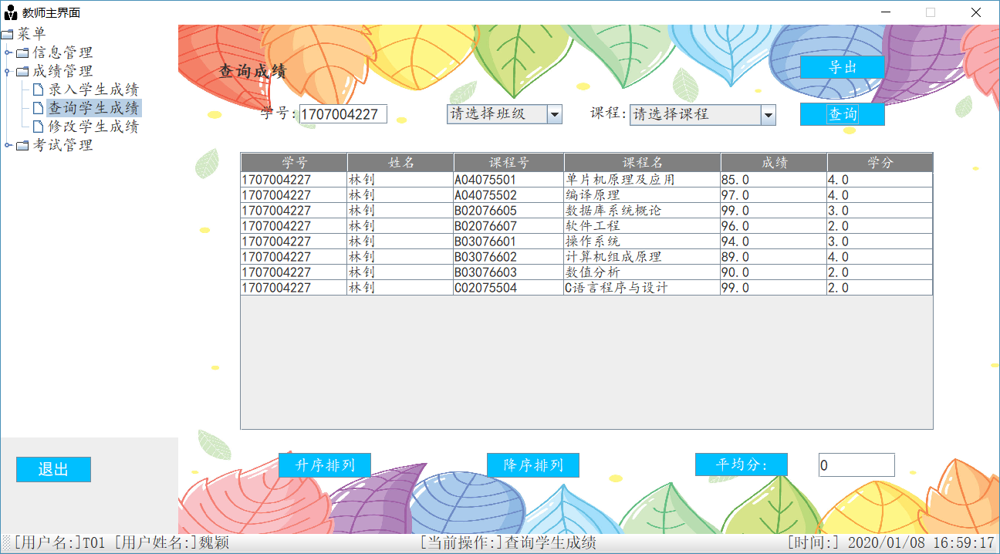 教师主界面
菜单
信息管理
成绩管理
录入学生成绩
查询学生成绩
修改学生成绩
考试管理
退出
查询成绩
导出
学号: 1707004227 请选择班级 课程: 请选择课程 查询
学号 姓名 课程号 课程名 成绩 学分
1707004227 林钊 A04075501 单片机原理及应用 85.0 4.0
1707004227 林钊 A04075502 编译原理 97.0 4.0
1707004227 林钊 B02076605 数据库系统概论 99.0 3.0
1707004227 林钊 B02076607 软件工程 96.0 2.0
1707004227 林钊 B03076601 操作系统 94.0 3.0
1707004227 林钊 B03076602 计算机组成原理 89.0 4.0
1707004227 林钊 B03076603 数值分析 90.0 2.0
1707004227 林钊 C02075504 C语言程序与设计 99.0 2.0
升序排列 降序排列 平均分: 0
[用户名:]T01 [用户姓名:]魏颖 [当前操作:]查询学生成绩 [时间:] 2020/01/08 16:59:17